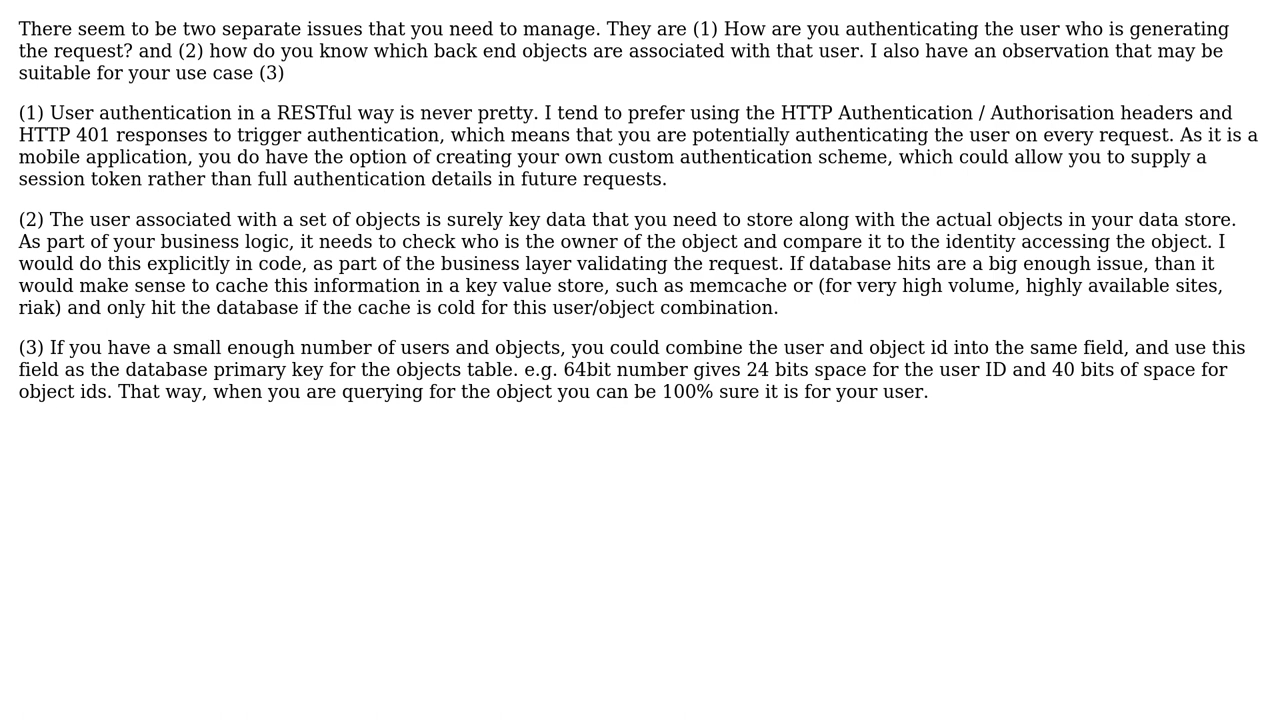 There seem to be two separate issues that you need to manage. They are (1) How are you authenticating the user who is generating
the request? and (2) how do you know which back end objects are associated with that user. I also have an observation that may be
suitable for your use case (3)
(1) User authentication in a RESTful way is never pretty. I tend to prefer using the HTTP Authentication / Authorisation headers and
HTTP 401 responses to trigger authentication, which means that you are potentially authenticating the user on every request. As it is a
mobile application, you do have the option of creating your own custom authentication scheme, which could allow you to supply a
session token rather than full authentication details in future requests.
(2) The user associated with a set of objects is surely key data that you need to store along with the actual objects in your data store.
As part of your business logic, it needs to check who is the owner of the object and compare it to the identity accessing the object. I
would do this explicitly in code, as part of the business layer validating the request. If database hits are a big enough issue, than it
would make sense to cache this information in a key value store, such as memcache or (for very high volume, highly available sites,
riak) and only hit the database if the cache is cold for this user/object combination.
(3) If you have a small enough number of users and objects, you could combine the user and object id into the same field, and use this
field as the database primary key for the objects table. e.g. 64bit number gives 24 bits space for the user ID and 40 bits of space for
object ids. That way, when you are querying for the object you can be 100% sure it is for your user.